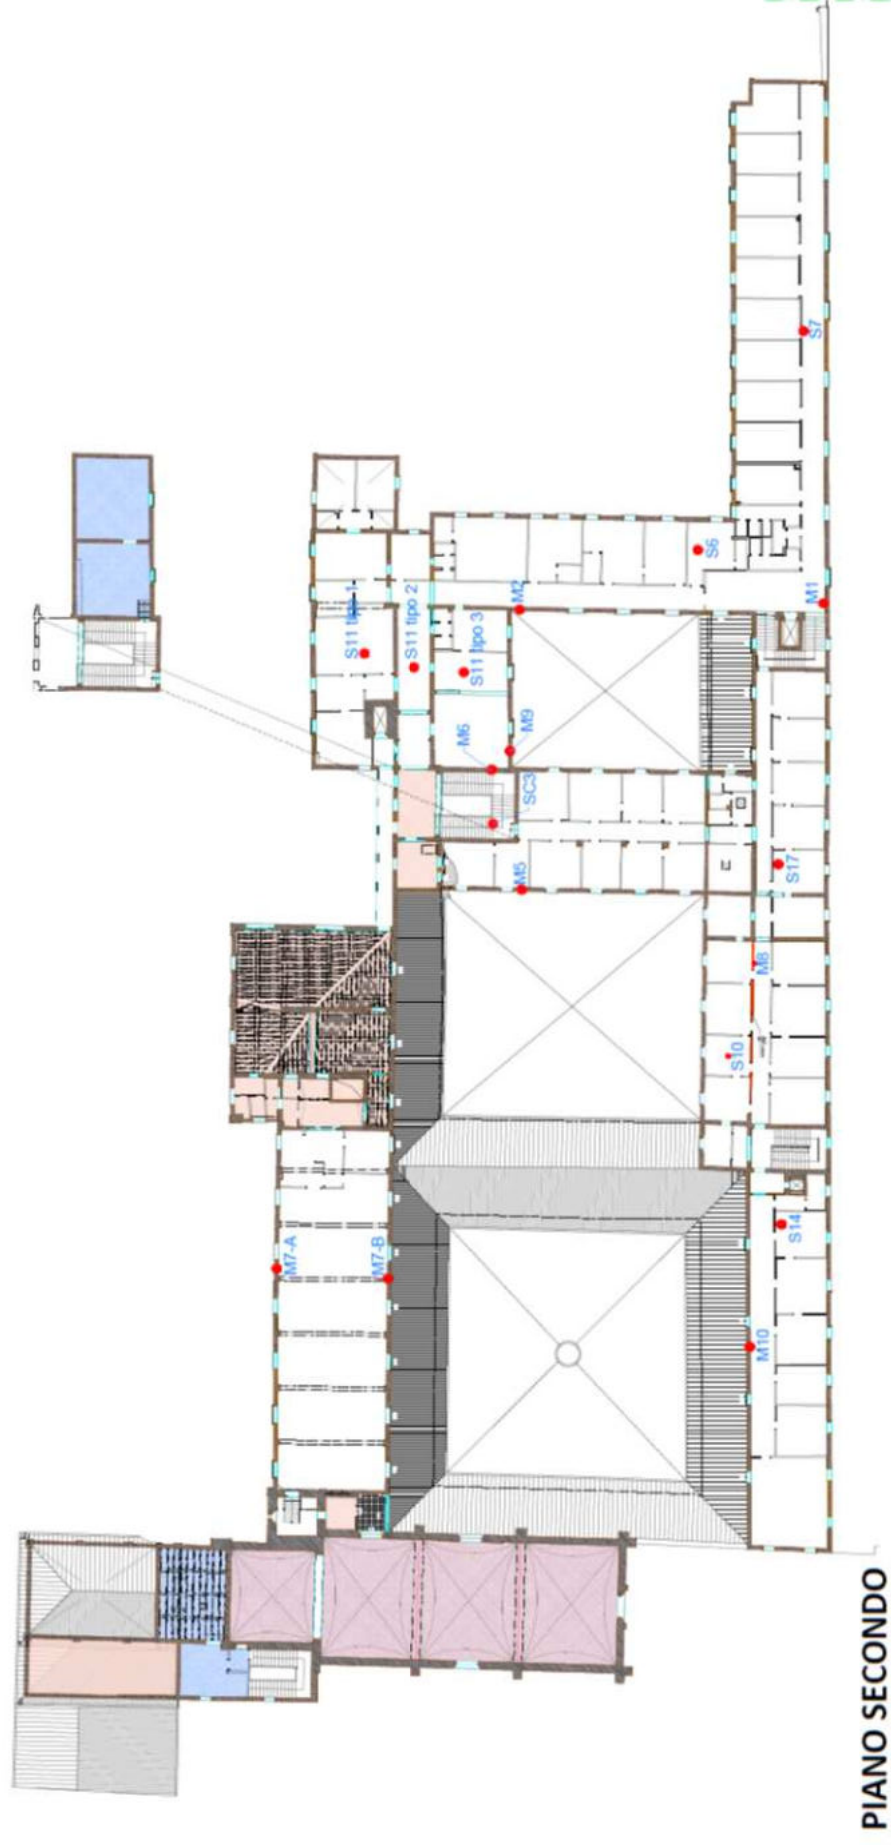 S7
S6
M1
M2
S11 tipo 1
S11 tipo 2
S11 tipo 3
M6
M9
SC3
M5
S17
M8
S10
M7-A
M7-B
S14
M10
PIANO SECONDO